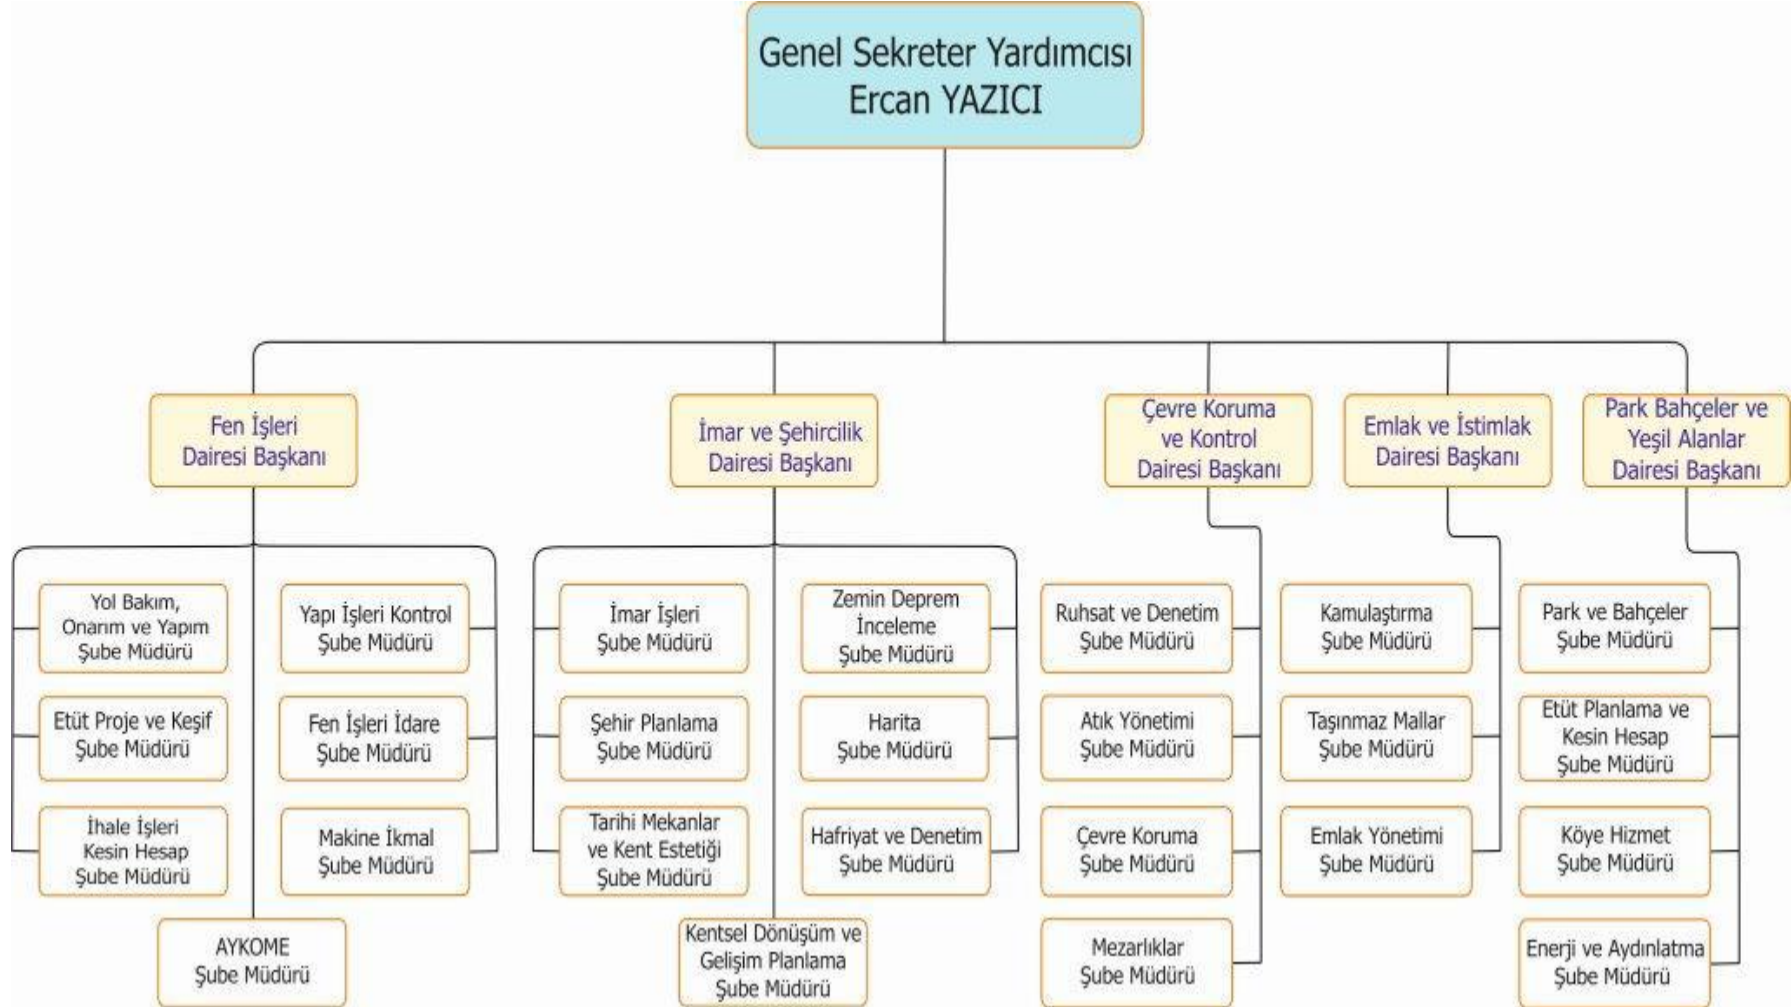 Genel Sekreter Yardımcısı
Ercan YAZICI
Fen İşleri
Dairesi Başkanı
İmar ve Şehircilik
Dairesi Başkanı
Çevre Koruma
ve Kontrol
Dairesi Başkanı
Emlak ve İstimlak
Dairesi Başkanı
Park Bahçeler ve
Yeşil Alanlar
Dairesi Başkanı
Yol Bakım,
Onarım ve Yapım
Şube Müdürü
Yapı İşleri Kontrol
Şube Müdürü
Etüt Proje ve Keşif
Şube Müdürü
Fen İşleri İdare
Şube Müdürü
İhale İşleri
Kesin Hesap
Şube Müdürü
Makine İkmal
Şube Müdürü
AYKOME
Şube Müdürü
İmar İşleri
Şube Müdürü
Zemin Deprem
İnceleme
Şube Müdürü
Şehir Planlama
Şube Müdürü
Harita
Şube Müdürü
Tarihi Mekanlar
ve Kent Estetiği
Şube Müdürü
Hafriyat ve Denetim
Şube Müdürü
Kentsel Dönüşüm ve
Gelişim Planlama
Şube Müdürü
Ruhsat ve Denetim
Şube Müdürü
Atık Yönetimi
Şube Müdürü
Çevre Koruma
Şube Müdürü
Mezarlıklar
Şube Müdürü
Kamulaştırma
Şube Müdürü
Taşınmaz Mallar
Şube Müdürü
Emlak Yönetimi
Şube Müdürü
Park ve Bahçeler
Şube Müdürü
Etüt Planlama ve
Kesin Hesap
Şube Müdürü
Köye Hizmet
Şube Müdürü
Enerji ve Aydınlatma
Şube Müdürü